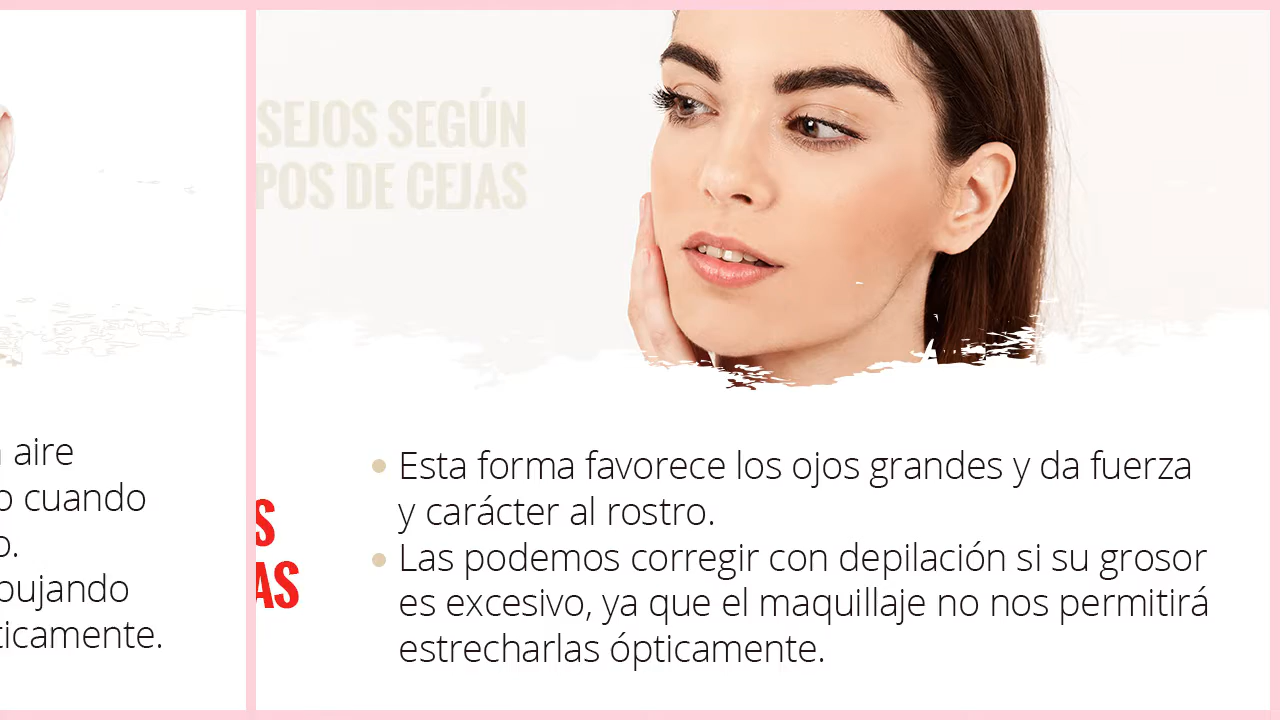 SEJOS SEGÚN
POS DE CEJAS
aire
cuando
ticamente.
Esta forma favorece los ojos grandes y da fuerza
y carácter al rostro.
Las podemos corregir con depilación si su grosor
es excesivo, ya que el maquillaje no nos permitirá
estrecharlas ópticamente.
S
AS